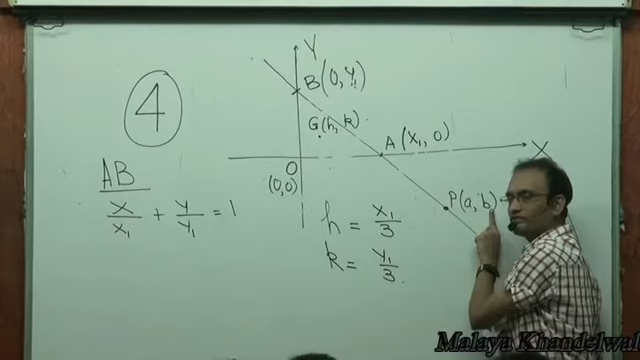 4
Y
B(0, y₁)
G(h, k)
A(x₁, 0)
X
O
(0,0)
P(a, b)
AB
x/x₁ + y/y₁ = 1
h = x₁/3
k = y₁/3
Malaya Khandelwal